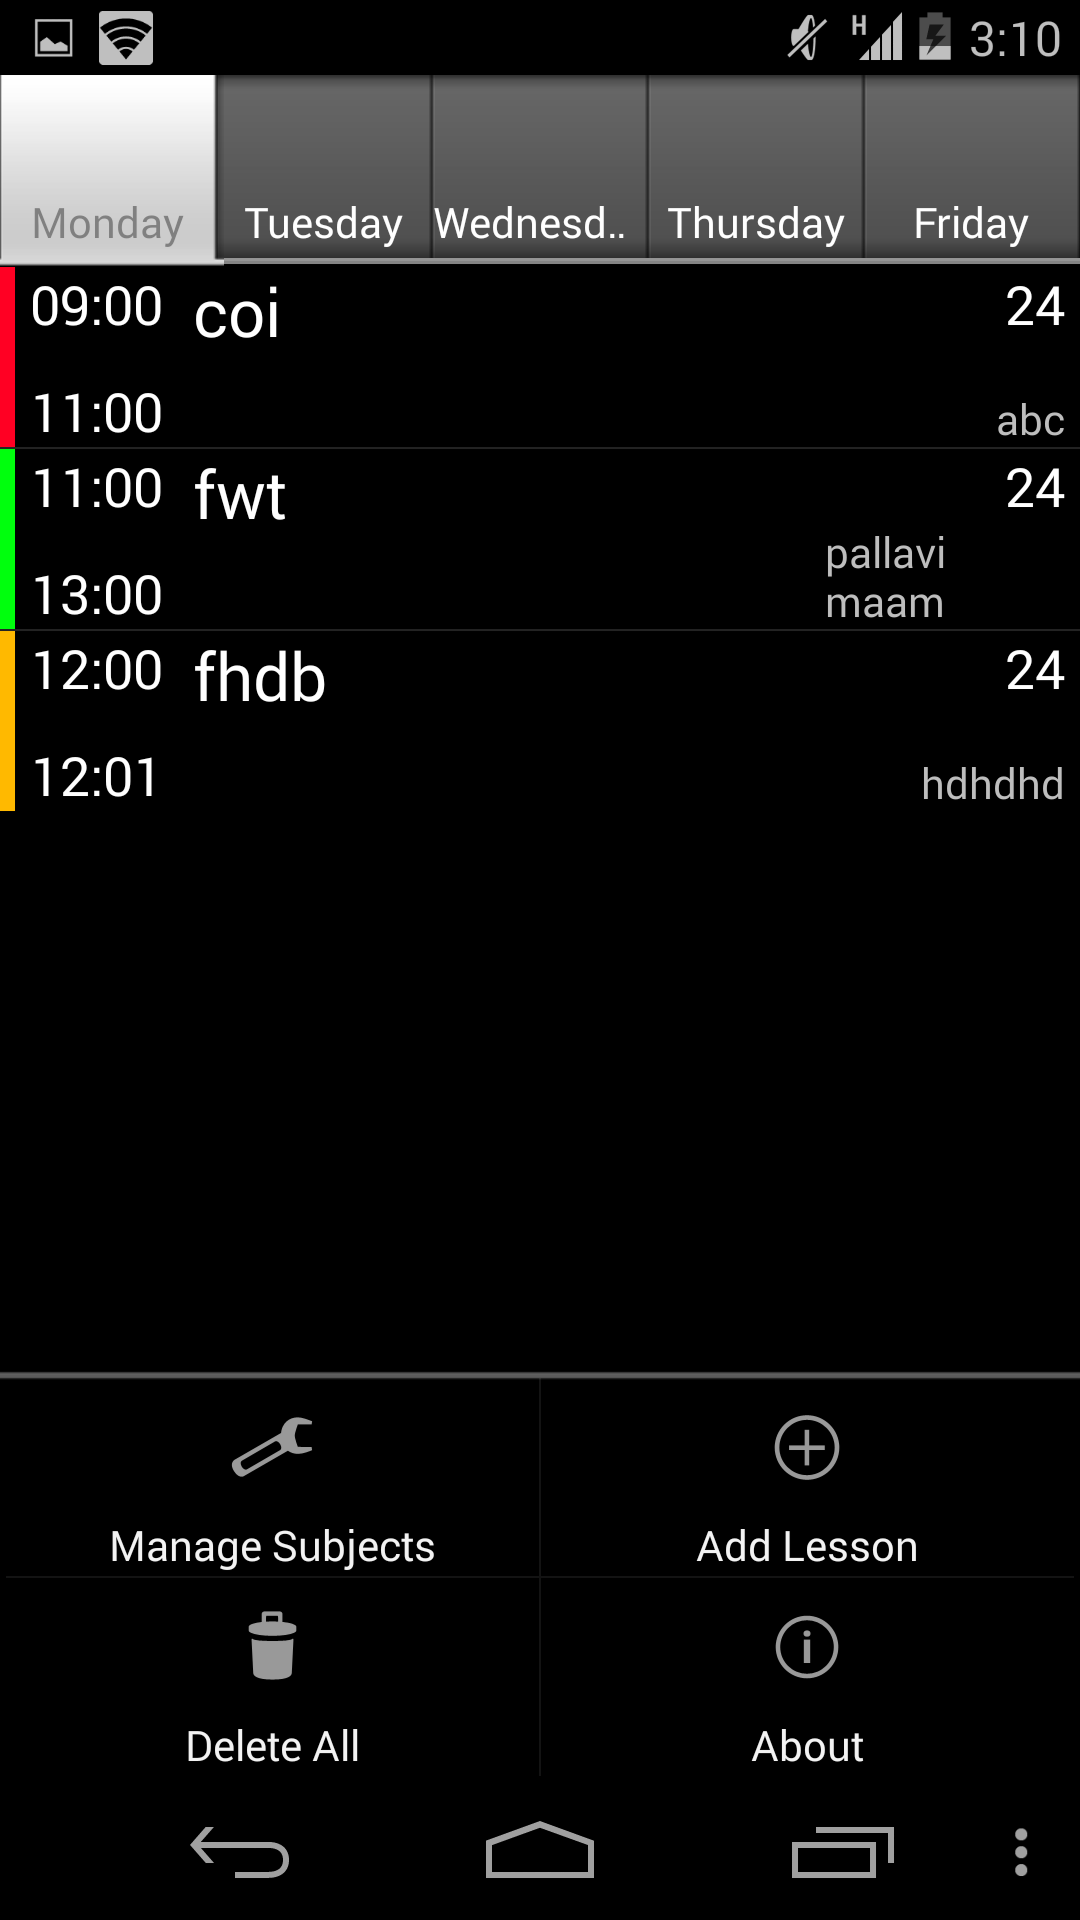 H 3:10
Monday Tuesday Wednesd.. Thursday Friday
09:00 coi 24
11:00 abc
11:00 fwt 24
pallavi
13:00 maam
12:00 fhdb 24
12:01 hdhdhd
Manage Subjects Add Lesson
Delete All About